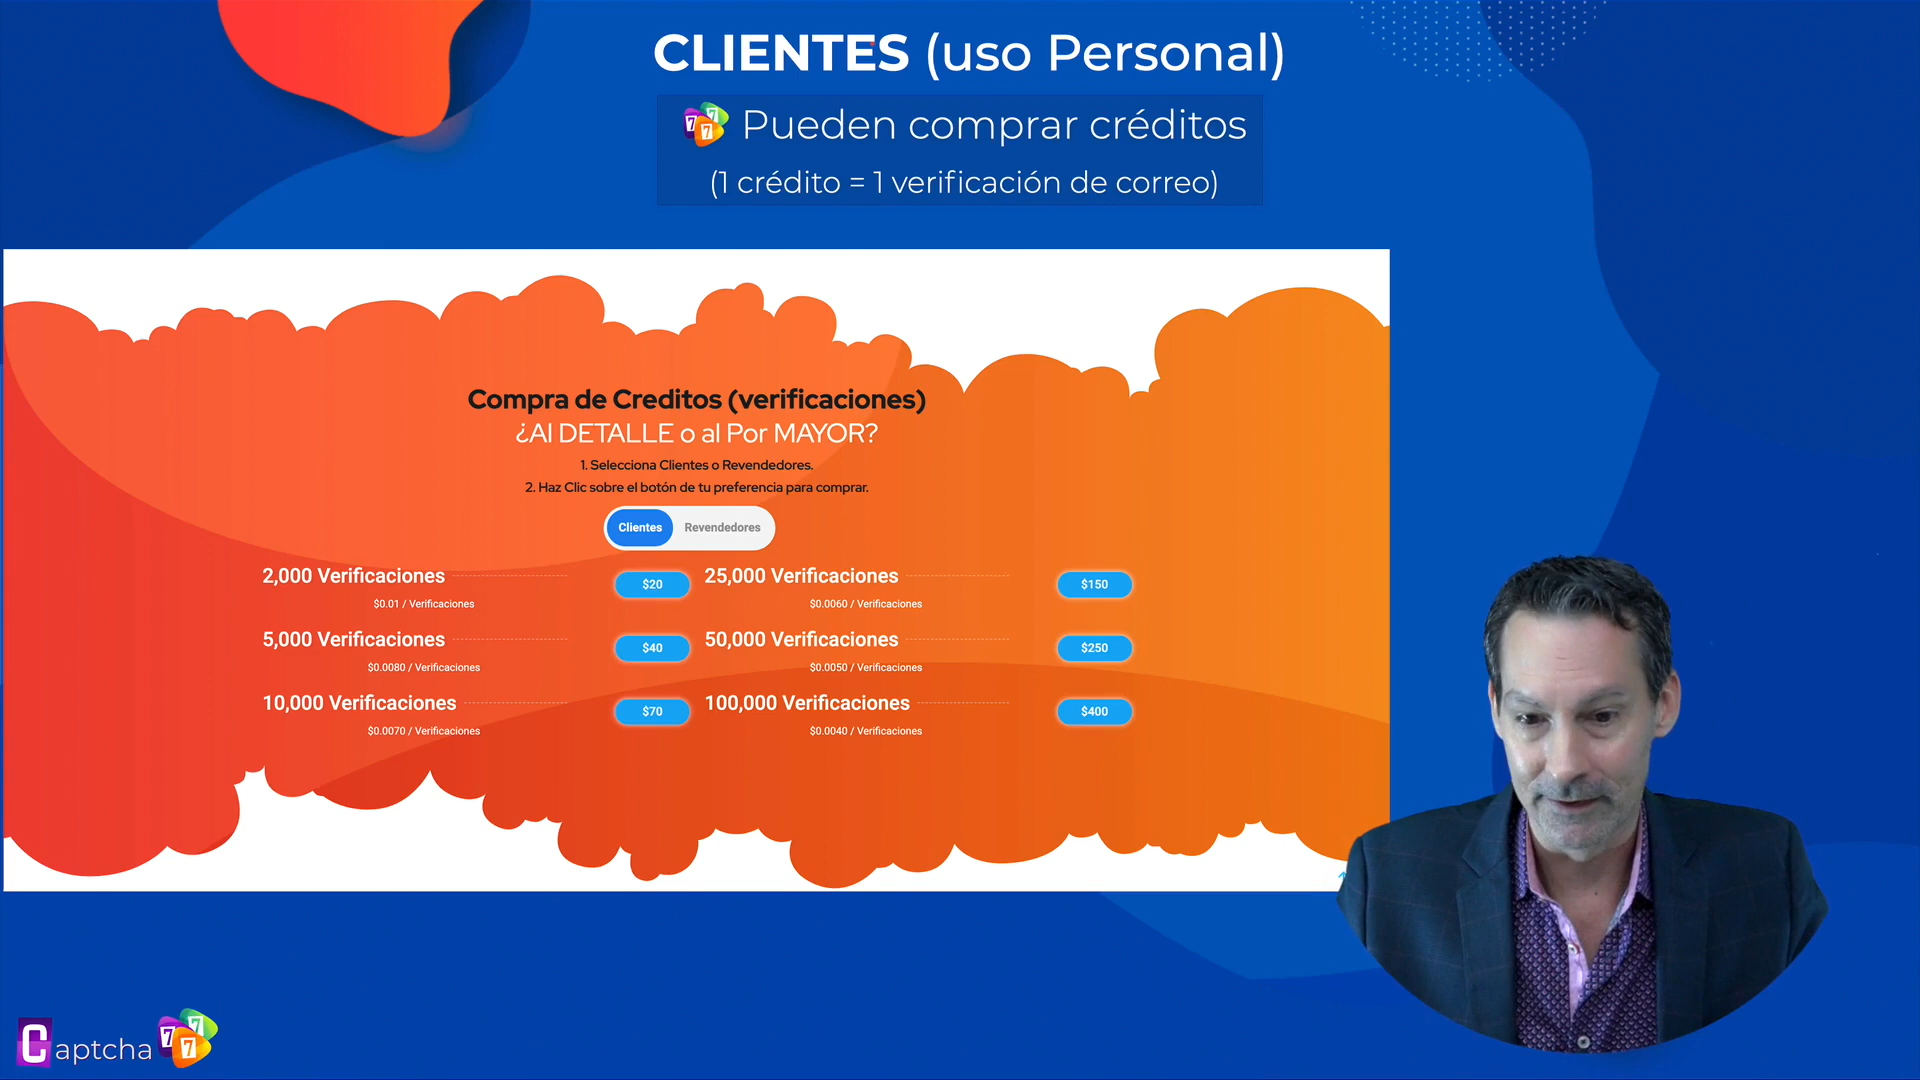 CLIENTES (uso Personal)
777 Pueden comprar créditos
(1 crédito = 1 verificación de correo)
Compra de Creditos (verificaciones)
¿Al DETALLE o al Por MAYOR?
1. Selecciona Clientes o Revendedores.
2. Haz Clic sobre el botón de tu preferencia para comprar.
Clientes Revendedores
2,000 Verificaciones $20
$0.01 / Verificaciones
5,000 Verificaciones $40
$0.0080 / Verificaciones
10,000 Verificaciones $70
$0.0070 / Verificaciones
25,000 Verificaciones $150
$0.0060 / Verificaciones
50,000 Verificaciones $250
$0.0050 / Verificaciones
100,000 Verificaciones $400
$0.0040 / Verificaciones
Captcha 777